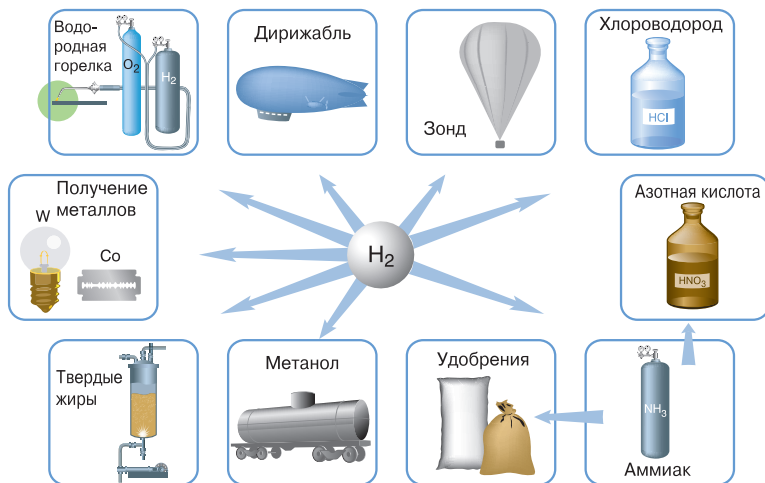 Водо-
родная
горелка
O₂
H₂
Дирижабль
Зонд
Хлороводород
HCl
Получение
металлов
W
Co
H₂
Азотная кислота
HNO₃
Твердые
жиры
Метанол
Удобрения
NH₃
Аммиак